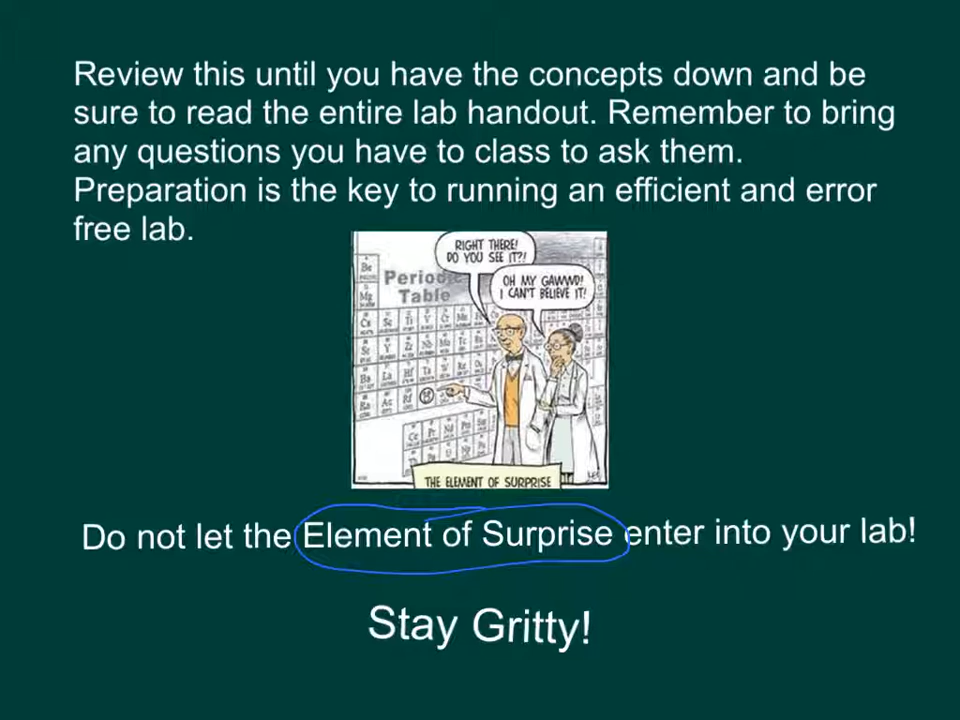 Review this until you have the concepts down and be
sure to read the entire lab handout. Remember to bring
any questions you have to class to ask them.
Preparation is the key to running an efficient and error
free lab.
RIGHT THERE!
DO YOU SEE IT?!
OH MY GAWWD!
I CAN'T BELIEVE IT!
Periodic
Table
Be
Mg
THE ELEMENT OF SURPRISE
Do not let the Element of Surprise enter into your lab!
Stay Gritty!